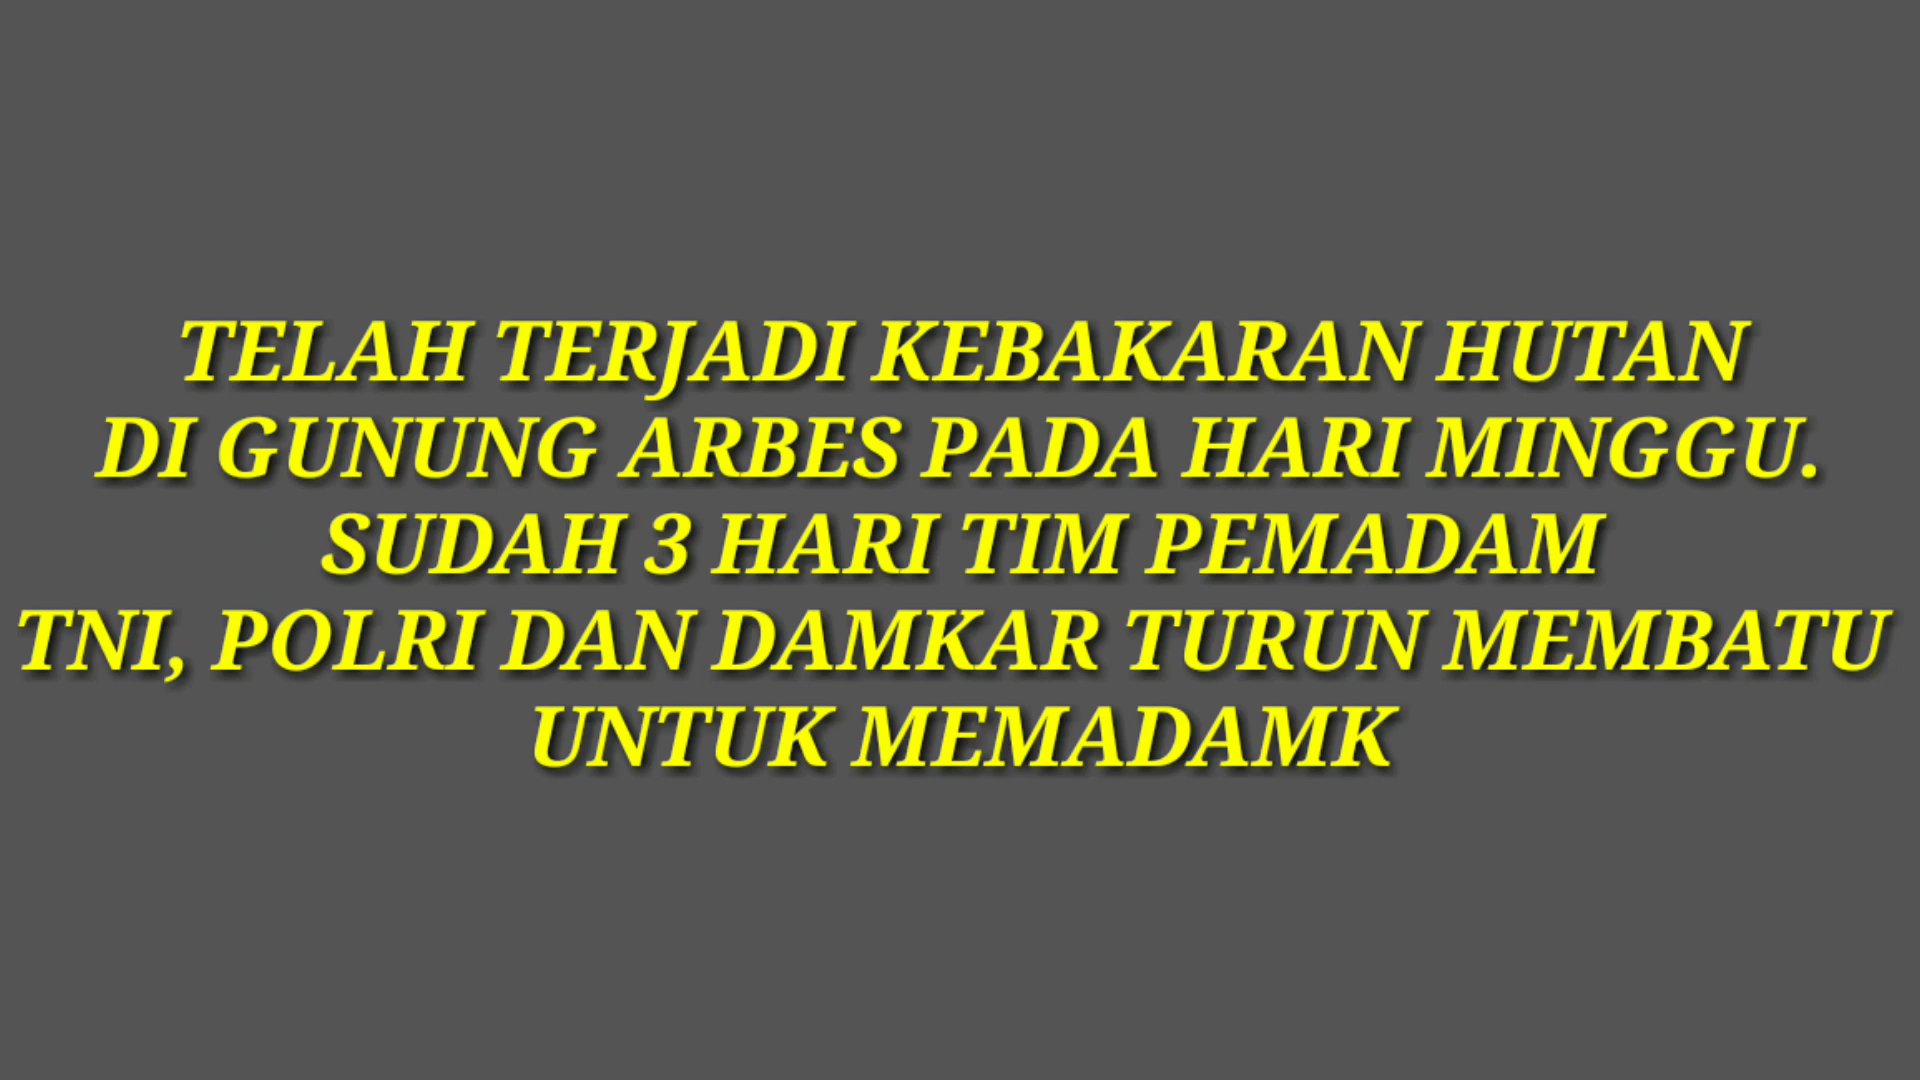 TELAH TERJADI KEBAKARAN HUTAN
DI GUNUNG ARBES PADA HARI MINGGU.
SUDAH 3 HARI TIM PEMADAM
TNI, POLRI DAN DAMKAR TURUN MEMBATU
UNTUK MEMADAMK